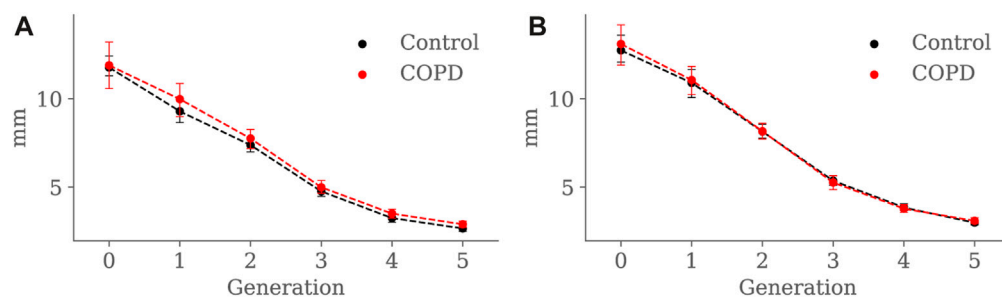 A
Control
COPD
10
5
mm
0 1 2 3 4 5
Generation
B
Control
COPD
10
5
mm
0 1 2 3 4 5
Generation